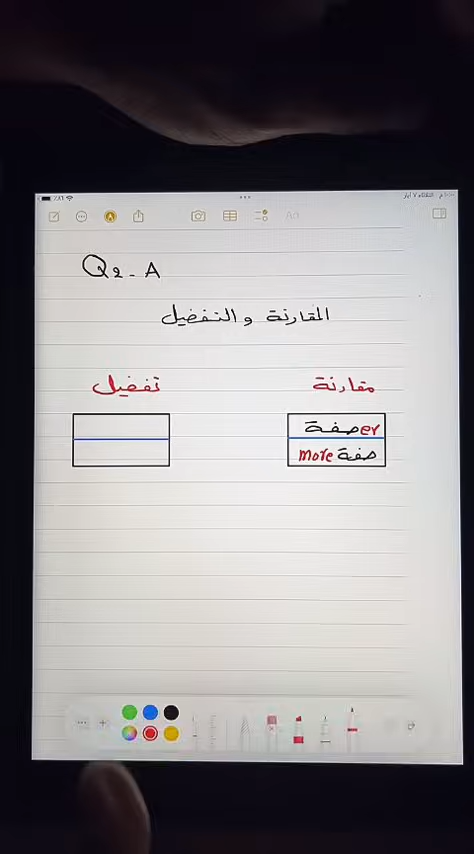 Q2-A
المقارنة والتفضيل
مقارنة
تفضيل
صفة er
more صفة